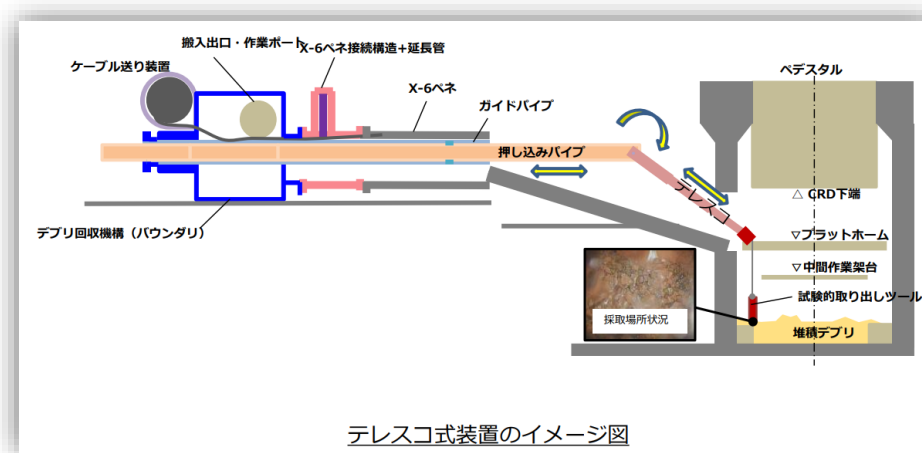 搬入出口・作業ポート
X-6ペネ接続構造+延長管
ケーブル送り装置
X-6ペネ
ガイドパイプ
ペデスタル
押し込みパイプ
テレスコ
△ CRD下端
デブリ回収機構（バウンダリ）
▽プラットホーム
▽中間作業架台
試験的取り出しツール
採取場所状況
堆積デブリ
テレスコ式装置のイメージ図